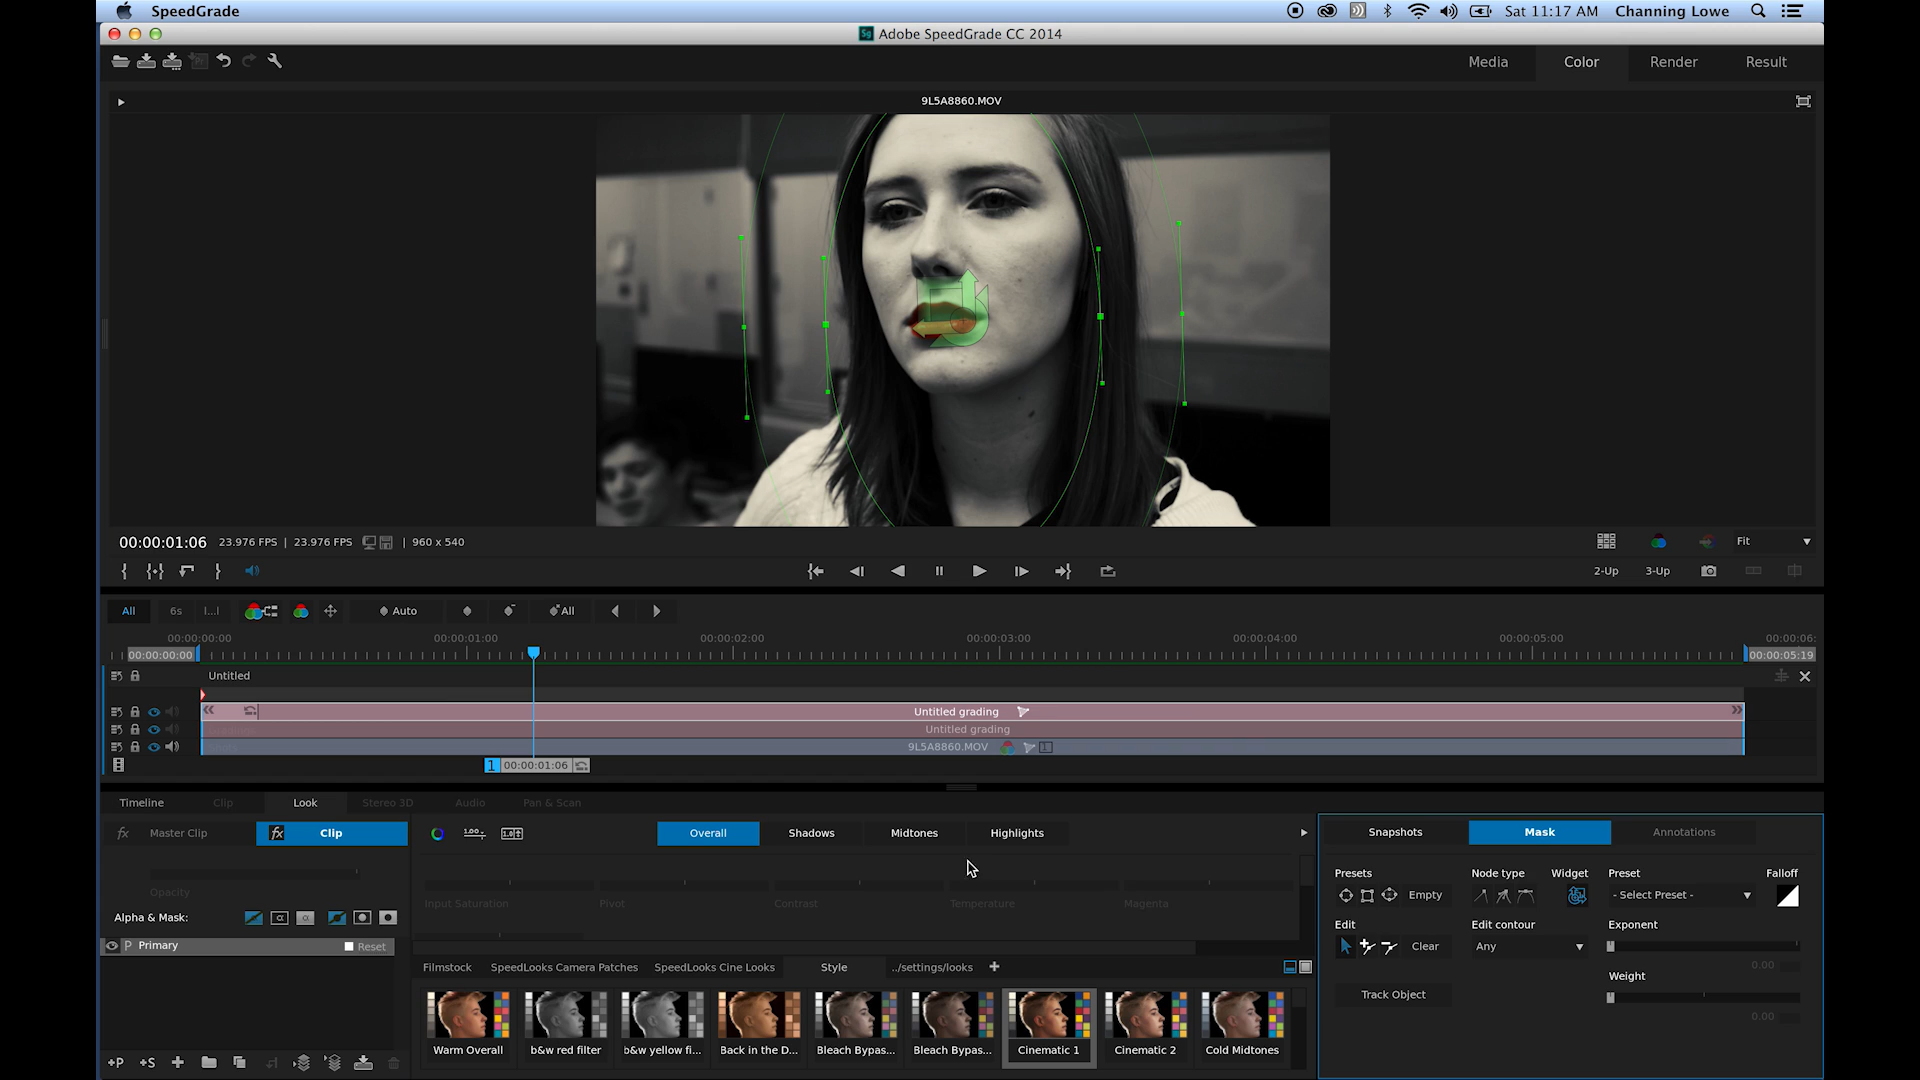 SpeedGrade
Sat 11:17 AM Channing Lowe
Sg Adobe SpeedGrade CC 2014
Media Color Render Result
9L5A8860.MOV
00:00:01:06 23.976 FPS | 23.976 FPS | 960 x 540
Fit
2-Up 3-Up
All 6s [...] Auto All
00:00:00:00 00:00:01:00 00:00:02:00 00:00:03:00 00:00:04:00 00:00:05:00 00:00:06:
00:00:00:00 00:00:05:19
Untitled
Untitled grading
Untitled grading
9L5A8860.MOV 1
1 00:00:01:06
Timeline Clip Look Stereo 3D Audio Pan & Scan
fx Master Clip fx Clip
Overall Shadows Midtones Highlights
Snapshots Mask Annotations
Opacity
Input Saturation Pivot Contrast Temperature Magenta
Presets Node type Widget Preset Falloff
Empty - Select Preset -
Alpha & Mask:
Edit Edit contour Exponent
P Primary Reset
Clear Any
0.00
Filmstock SpeedLooks Camera Patches SpeedLooks Cine Looks Style ../settings/looks
Weight
Track Object
0.00
Warm Overall b&w red filter b&w yellow fi... Back in the D... Bleach Bypas... Bleach Bypas... Cinematic 1 Cinematic 2 Cold Midtones
+P +S